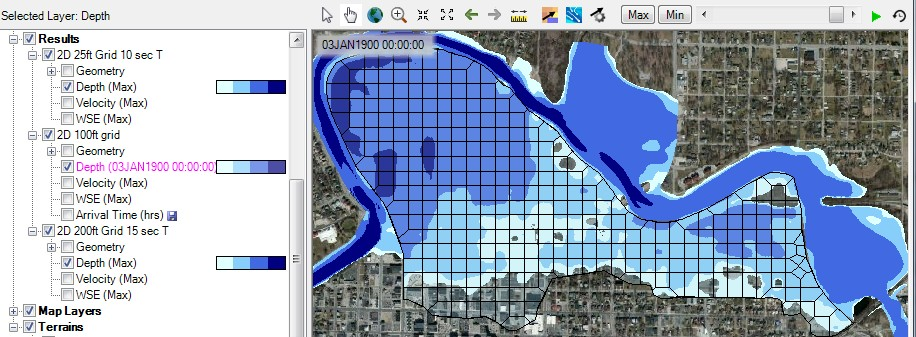 Selected Layer: Depth
Max Min
Results
03JAN1900 00:00:00
2D 25ft Grid 10 sec T
Geometry
Depth (Max)
Velocity (Max)
WSE (Max)
2D 100ft grid
Geometry
Depth (03JAN1900 00:00:00
Velocity (Max)
WSE (Max)
Arrival Time (hrs)
2D 200ft Grid 15 sec T
Geometry
Depth (Max)
Velocity (Max)
WSE (Max)
Map Layers
Terrains